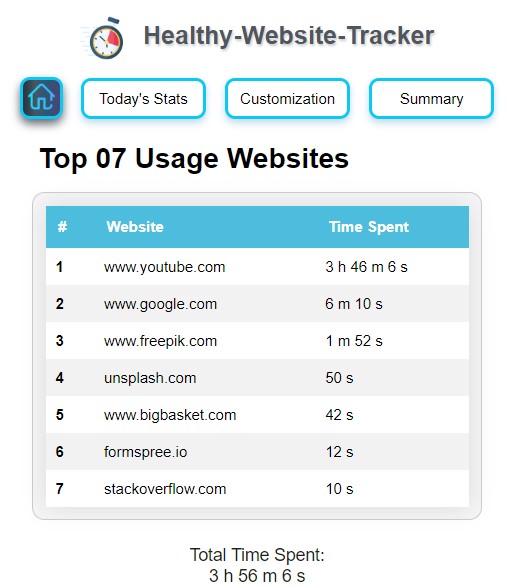 Healthy-Website-Tracker
Today's Stats Customization Summary
Top 07 Usage Websites
# Website Time Spent
1 www.youtube.com 3 h 46 m 6 s
2 www.google.com 6 m 10 s
3 www.freepik.com 1 m 52 s
4 unsplash.com 50 s
5 www.bigbasket.com 42 s
6 formspree.io 12 s
7 stackoverflow.com 10 s
Total Time Spent:
3 h 56 m 6 s